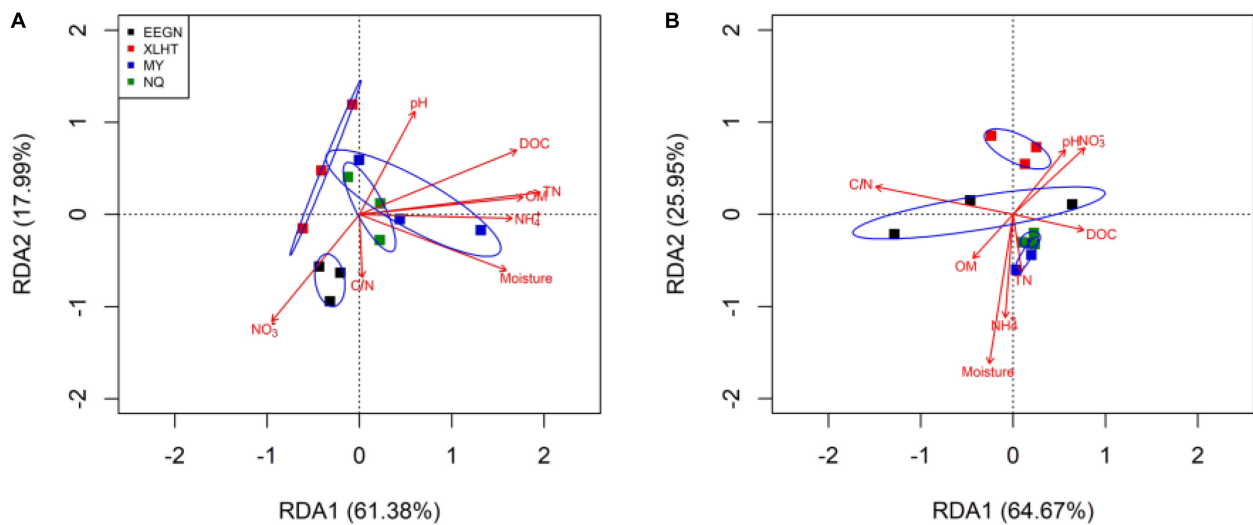 A
EEGN
XLHT
MY
NQ
pH
DOC
TN
OM
NH4+
Moisture
C/N
NO3-
2
1
0
-1
-2
RDA2 (17.99%)
-2 -1 0 1 2
RDA1 (61.38%)
B
pH NO3-
C/N
DOC
OM
TN
NH4+
Moisture
2
1
0
-1
-2
RDA2 (25.95%)
-2 -1 0 1 2
RDA1 (64.67%)